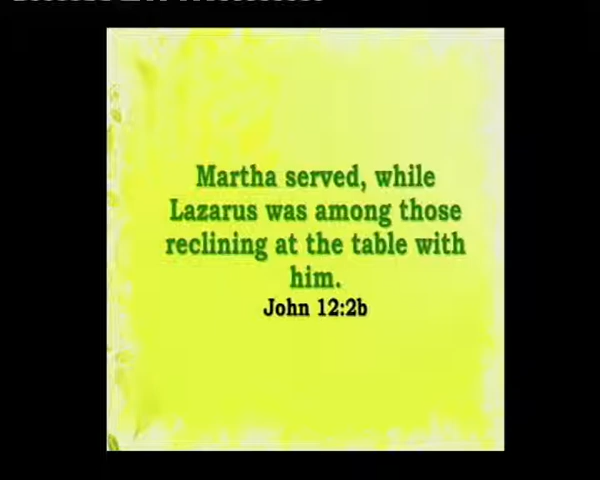 Martha served, while
Lazarus was among those
reclining at the table with
him.
John 12:2b